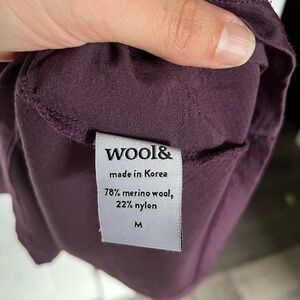 wool&
made in Korea
78% merino wool,
22% nylon
M